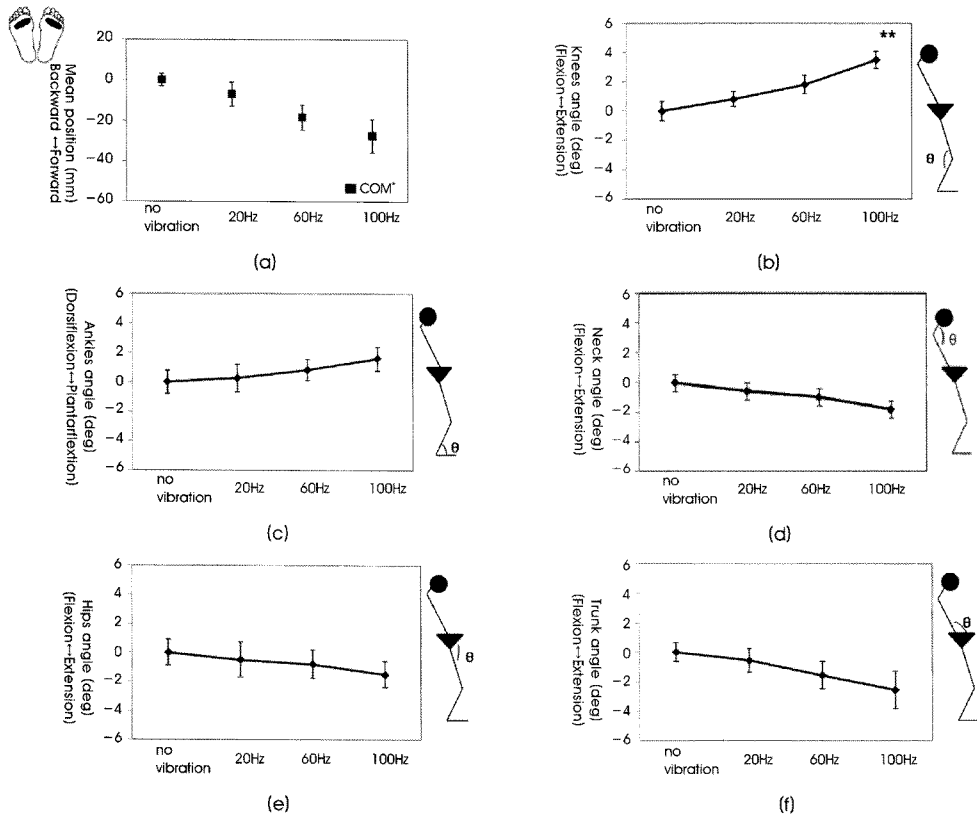 20
0
−20
−40
−60
Mean position (mm)
Backward ↔Forward
COM⁺
no
vibration
20Hz
60Hz
100Hz
(a)
6
4
2
0
−2
−4
−6
Knees angle (deg)
(Flexion↔Extension)
**
θ
no
vibration
20Hz
60Hz
100Hz
(b)
6
4
2
0
−2
−4
−6
Ankles angle (deg)
(Dorsiflexion↔Plantarflextion)
θ
no
vibration
20Hz
60Hz
100Hz
(c)
6
4
2
0
−2
−4
−6
Neck angle (deg)
(Flexion↔Extension)
θ
no
vibration
20Hz
60Hz
100Hz
(d)
6
4
2
0
−2
−4
−6
Hips angle (deg)
(Flexion↔Extension)
θ
no
vibration
20Hz
60Hz
100Hz
(e)
6
4
2
0
−2
−4
−6
Trunk angle (deg)
(Flexion↔Extension)
θ
no
vibration
20Hz
60Hz
100Hz
(f)